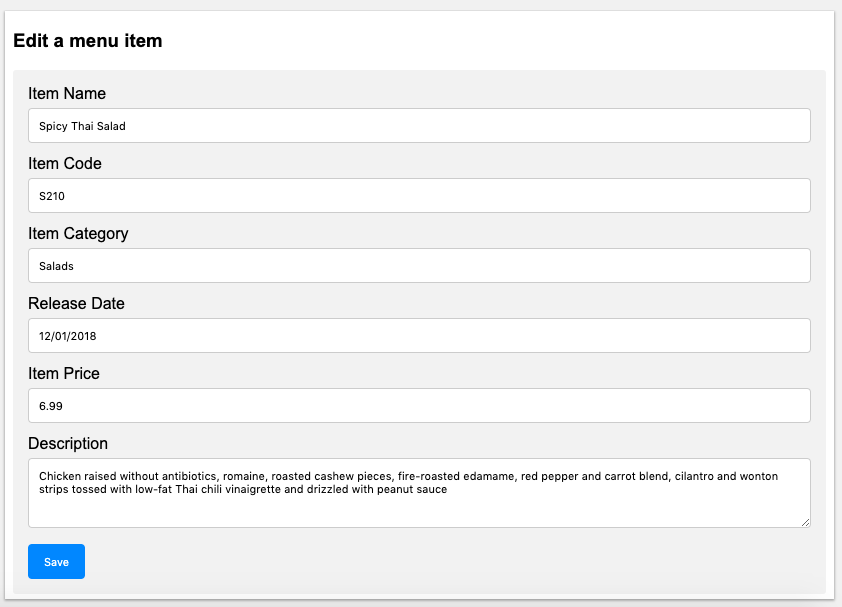 Edit a menu item
Item Name
Spicy Thai Salad
Item Code
S210
Item Category
Salads
Release Date
12/01/2018
Item Price
6.99
Description
Chicken raised without antibiotics, romaine, roasted cashew pieces, fire-roasted edamame, red pepper and carrot blend, cilantro and wonton
strips tossed with low-fat Thai chili vinaigrette and drizzled with peanut sauce
Save